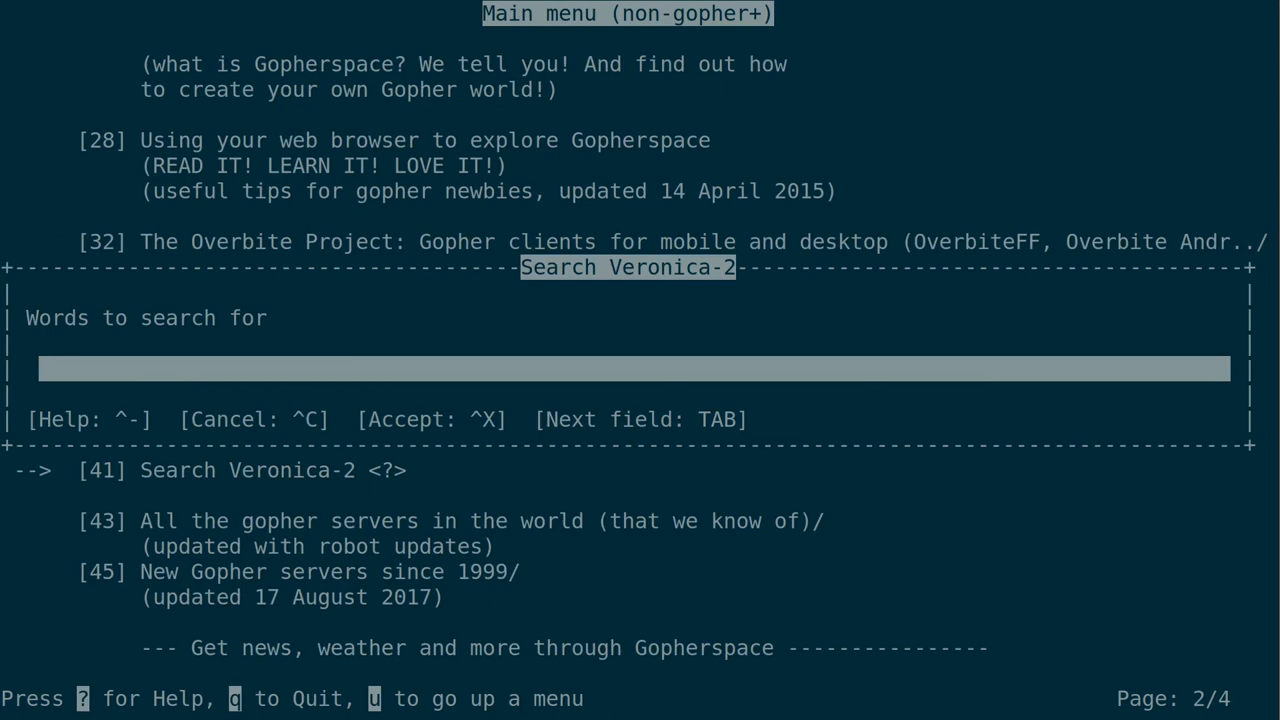 Main menu (non-gopher+)
(what is Gopherspace? We tell you! And find out how
to create your own Gopher world!)
[28] Using your web browser to explore Gopherspace
(READ IT! LEARN IT! LOVE IT!)
(useful tips for gopher newbies, updated 14 April 2015)
[32] The Overbite Project: Gopher clients for mobile and desktop (OverbiteFF, Overbite Andr../
+----------------------------------------Search Veronica-2----------------------------------------+
| Words to search for |
| [Help: ^-] [Cancel: ^C] [Accept: ^X] [Next field: TAB] |
--> [41] Search Veronica-2 <?>
[43] All the gopher servers in the world (that we know of)/
(updated with robot updates)
[45] New Gopher servers since 1999/
(updated 17 August 2017)
--- Get news, weather and more through Gopherspace ----------------
Press ? for Help, q to Quit, u to go up a menu Page: 2/4